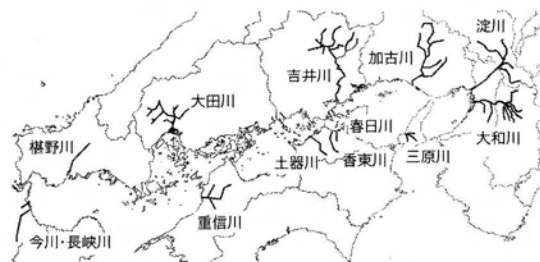 淀川
加古川
吉井川
大田川
春日川
大和川
椹野川
土器川
香東川
三原川
重信川
今川・長峡川